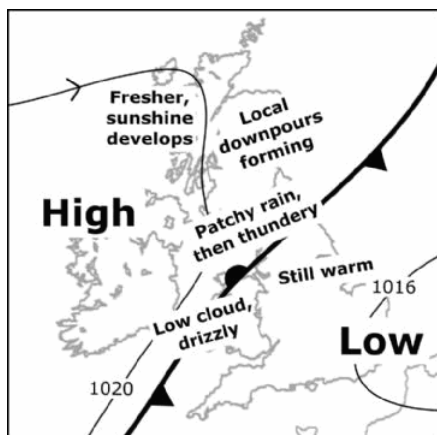 Fresher,
sunshine
develops
Local
downpours
forming
High
Patchy rain,
then thundery
Still warm
1016
Low cloud,
drizzly
Low
1020